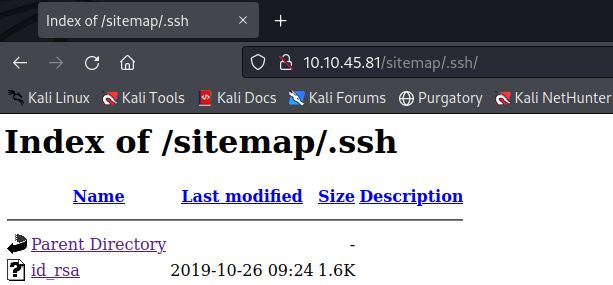 Index of /sitemap/.ssh
10.10.45.81/sitemap/.ssh/
Kali Linux Kali Tools Kali Docs Kali Forums Purgatory Kali NetHunter
Index of /sitemap/.ssh
Name Last modified Size Description
Parent Directory -
id_rsa 2019-10-26 09:24 1.6K